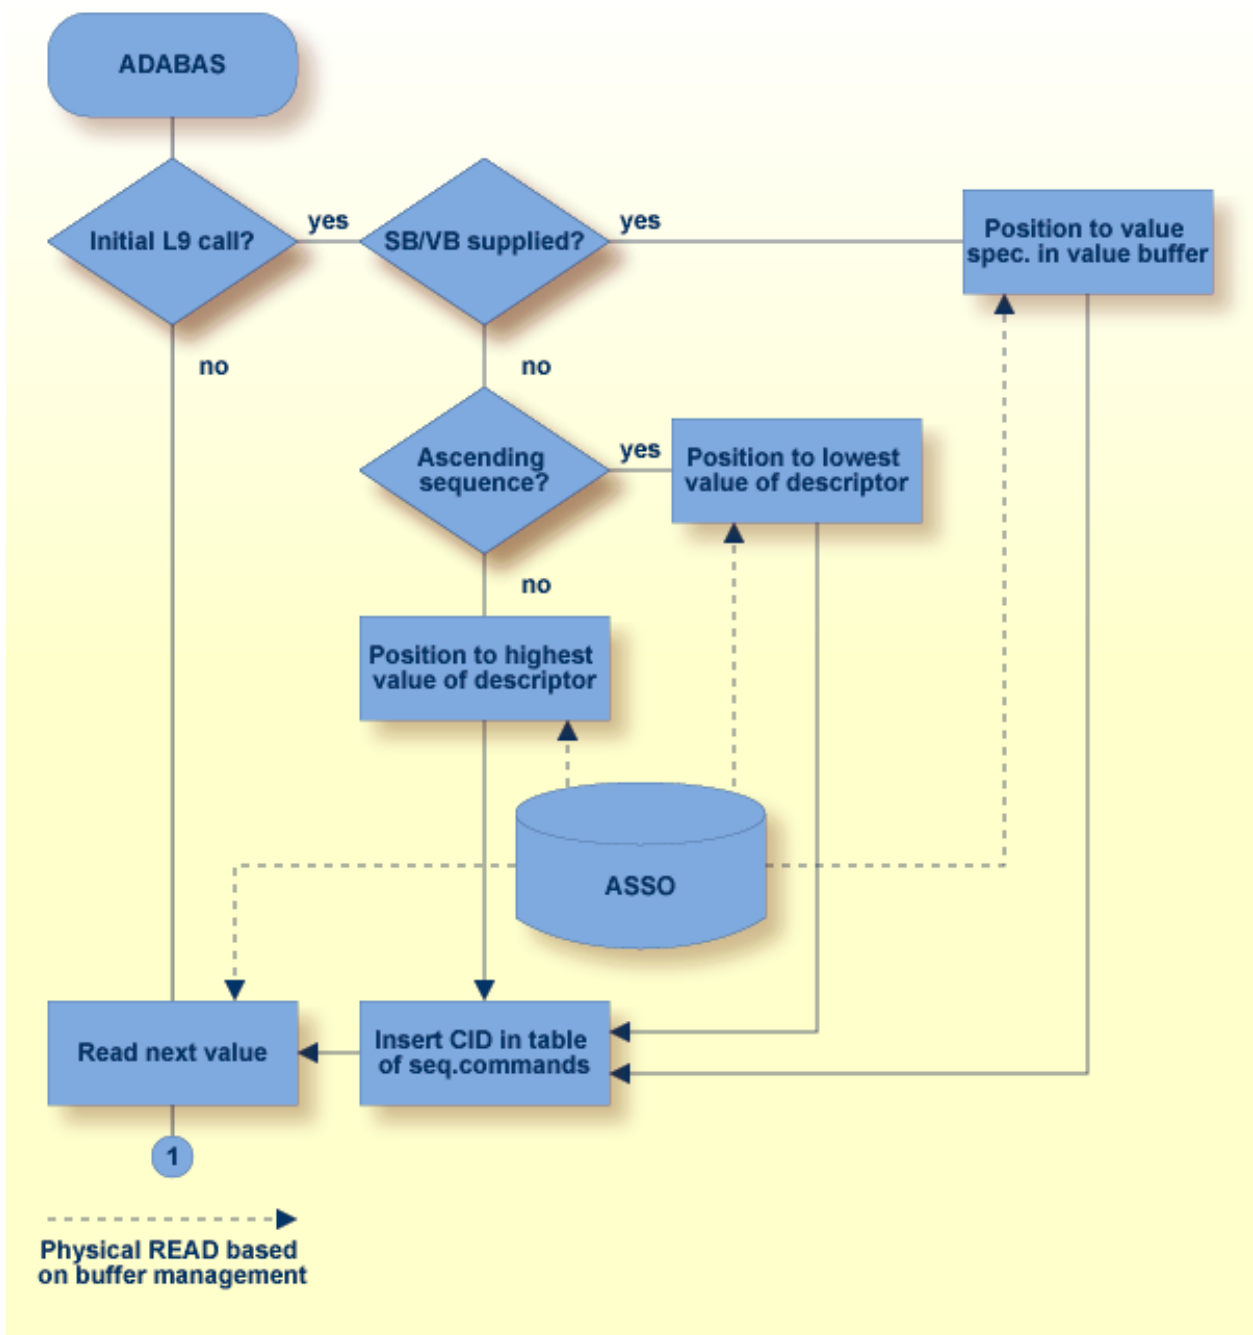 ADABAS
Initial L9 call?
yes
SB/VB supplied?
yes
Position to value
spec. in value buffer
no
no
Ascending
sequence?
yes
Position to lowest
value of descriptor
no
Position to highest
value of descriptor
ASSO
Read next value
Insert CID in table
of seq.commands
1
Physical READ based
on buffer management